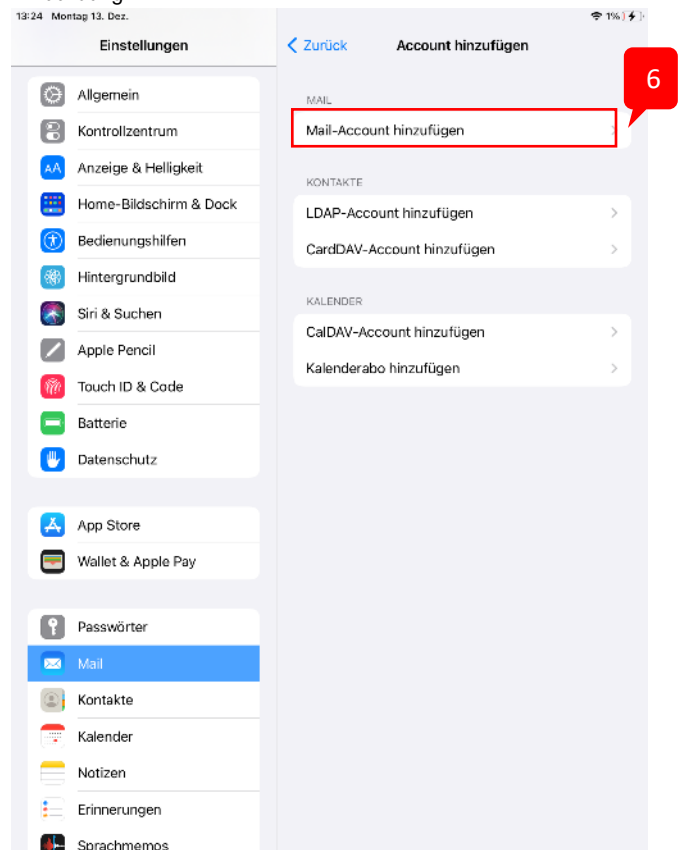 13:24 Montag 13. Dez.
1%
Einstellungen
Zurück
Account hinzufügen
6
Allgemein
Kontrollzentrum
AA
Anzeige & Helligkeit
Home-Bildschirm & Dock
Bedienungshilfen
Hintergrundbild
Siri & Suchen
Apple Pencil
Touch ID & Code
Batterie
Datenschutz
App Store
Wallet & Apple Pay
Passwörter
Mail
Kontakte
Kalender
Notizen
Erinnerungen
Sprachmemos
MAIL
Mail-Account hinzufügen
KONTAKTE
LDAP-Account hinzufügen
CardDAV-Account hinzufügen
KALENDER
CalDAV-Account hinzufügen
Kalenderabo hinzufügen